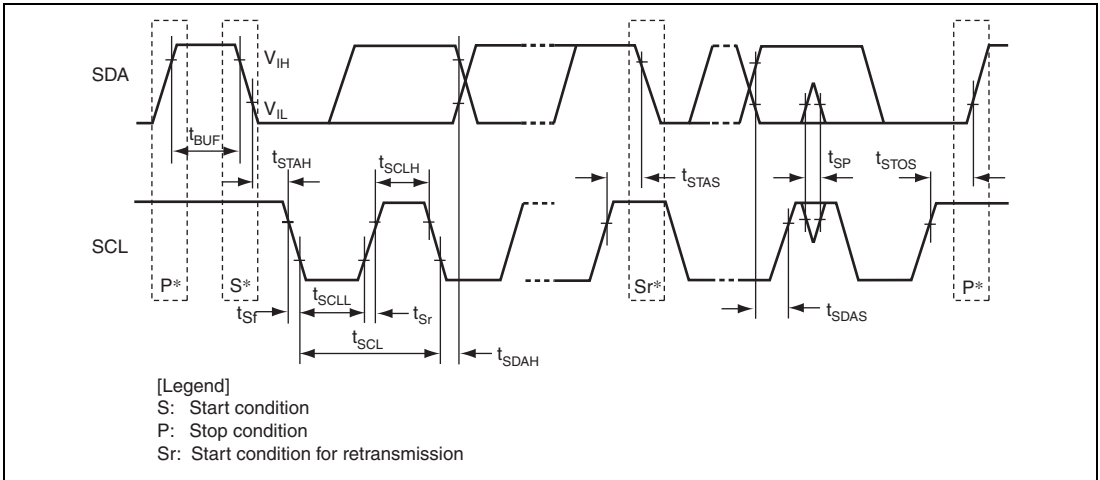 SDA
V_IH
V_IL
t_BUF
t_STAH
t_SCLH
t_STAS
t_SP
t_STOS
SCL
P*
S*
Sr*
P*
t_Sf
t_SCLL
t_Sr
t_SCL
t_SDAH
t_SDAS
[Legend]
S: Start condition
P: Stop condition
Sr: Start condition for retransmission